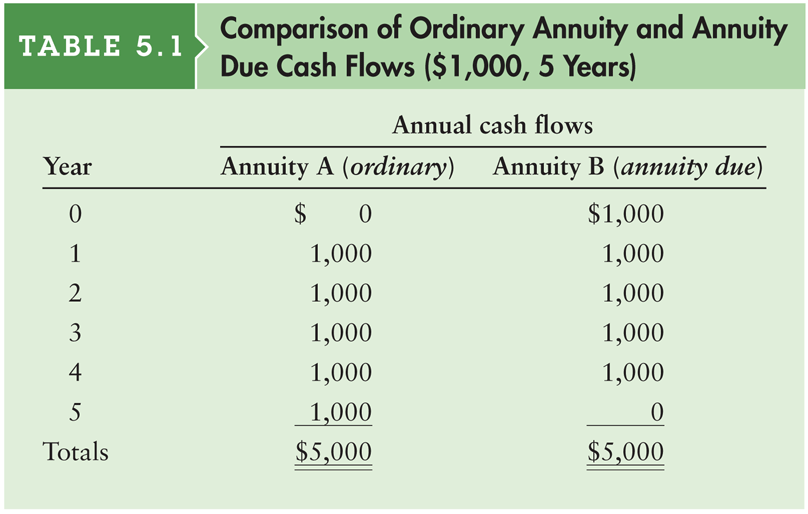 TABLE 5.1
Comparison of Ordinary Annuity and Annuity
Due Cash Flows ($1,000, 5 Years)
Annual cash flows
Year Annuity A (ordinary) Annuity B (annuity due)
0 $ 0 $1,000
1 1,000 1,000
2 1,000 1,000
3 1,000 1,000
4 1,000 1,000
5 1,000 0
Totals $5,000 $5,000